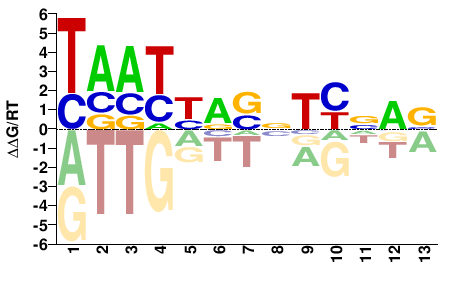 6
5
4
3
2
1
0
-1
-2
-3
-4
-5
-6
ΔΔG/RT
T A A T T A G G T C G A G
C C C C C G C T C C
G G A
A T T G A C A C G A A G A
G G T T A G T T
1 2 3 4 5 6 7 8 9 10 11 12 13